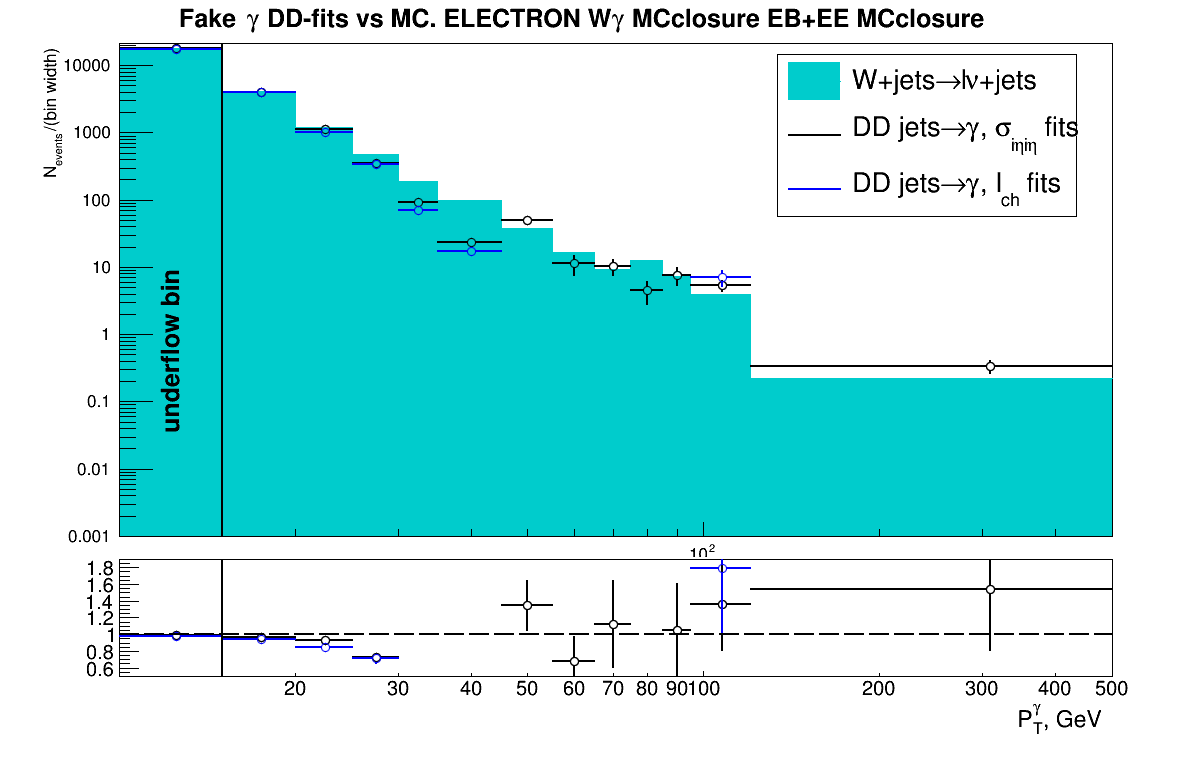 Fake γ DD-fits vs MC. ELECTRON Wγ MCclosure EB+EE MCclosure
N_events/(bin width)
10000
1000
100
10
1
0.1
0.01
0.001
underflow bin
W+jets→lν+jets
DD jets→γ, σ_iηiη fits
DD jets→γ, I_ch fits
10²
1.8
1.6
1.4
1.2
1
0.8
0.6
20 30 40 50 60 70 80 90 100 200 300 400 500
P_T^γ, GeV